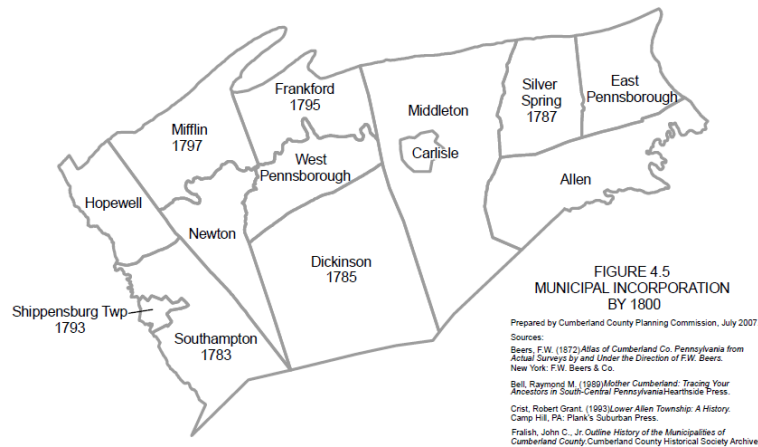 Frankford
1795
Silver
Spring
1787
East
Pennsborough
Middleton
Mifflin
1797
West
Pennsborough
Carlisle
Allen
Hopewell
Newton
Dickinson
1785
Shippensburg Twp
1793
Southampton
1783
FIGURE 4.5
MUNICIPAL INCORPORATION
BY 1800
Prepared by Cumberland County Planning Commission, July 2007
Sources:
Beers, F.W. (1872)Atlas of Cumberland Co. Pennsylvania from
Actual Surveys by and Under the Direction of F.W. Beers.
New York: F.W. Beers & Co.
Bell, Raymond M. (1989)Mother Cumberland: Tracing Your
Ancestors in South-Central PennsylvaniaHearthside Press.
Crist, Robert Grant. (1993)Lower Allen Township: A History.
Camp Hill, PA: Plank's Suburban Press.
Fralish, John C., Jr. Outline History of the Municipalities of
Cumberland County.Cumberland County Historical Society Archive